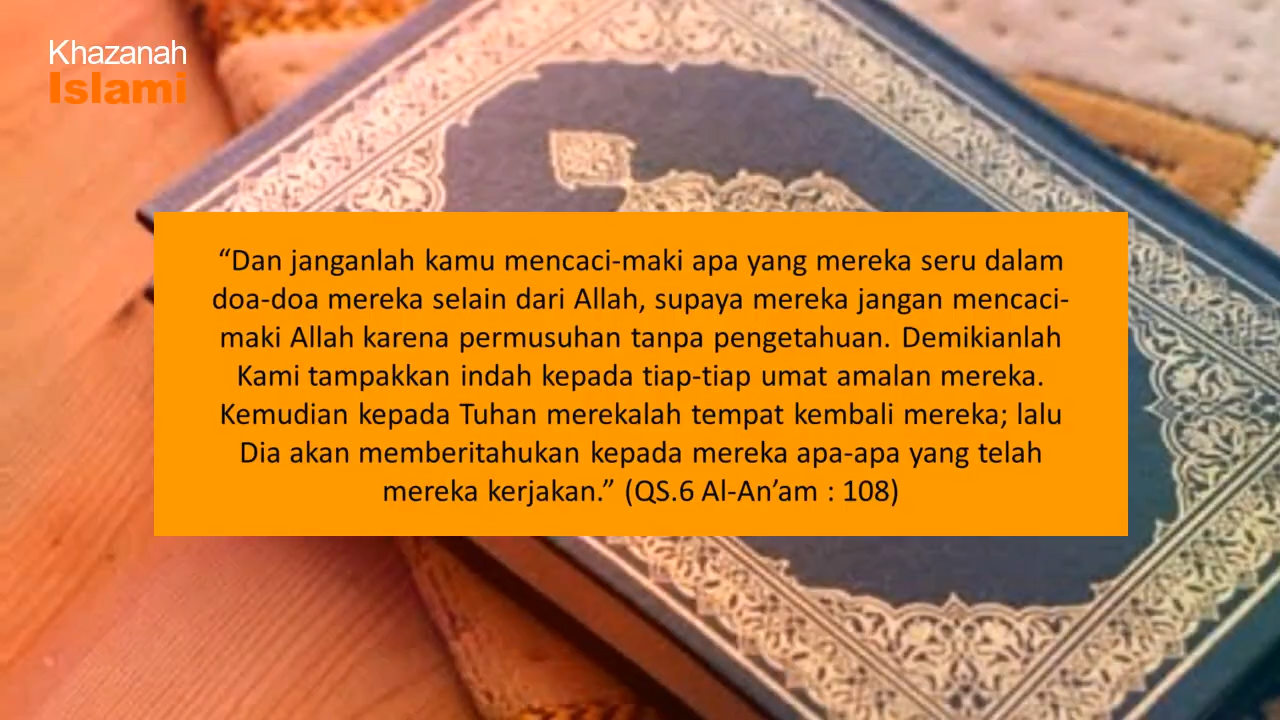 Khazanah
Islami
“Dan janganlah kamu mencaci-maki apa yang mereka seru dalam
doa-doa mereka selain dari Allah, supaya mereka jangan mencaci-
maki Allah karena permusuhan tanpa pengetahuan. Demikianlah
Kami tampakkan indah kepada tiap-tiap umat amalan mereka.
Kemudian kepada Tuhan merekalah tempat kembali mereka; lalu
Dia akan memberitahukan kepada mereka apa-apa yang telah
mereka kerjakan.” (QS.6 Al-An’am : 108)